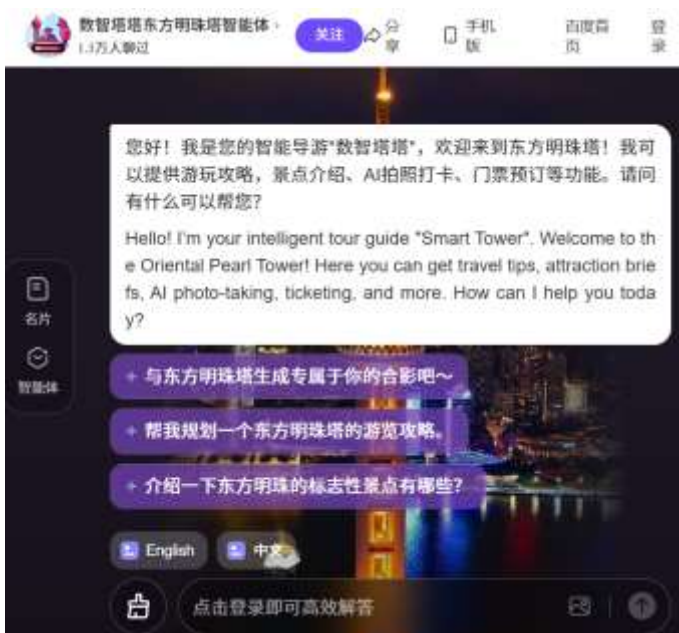 数智塔塔东方明珠塔智能体
1.3万人聊过
关注
分享
手机版
百度首页
登录
您好！我是您的智能导游"数智塔塔"，欢迎来到东方明珠塔！我可
以提供游玩攻略，景点介绍、AI拍照打卡、门票预订等功能。请问
有什么可以帮您？
Hello! I'm your intelligent tour guide "Smart Tower". Welcome to th
e Oriental Pearl Tower! Here you can get travel tips, attraction brie
fs, AI photo-taking, ticketing, and more. How can I help you toda
y?
名片
智能体
与东方明珠塔生成专属于你的合影吧～
帮我规划一个东方明珠塔的游览攻略。
介绍一下东方明珠的标志性景点有哪些？
English
中文
点击登录即可高效解答